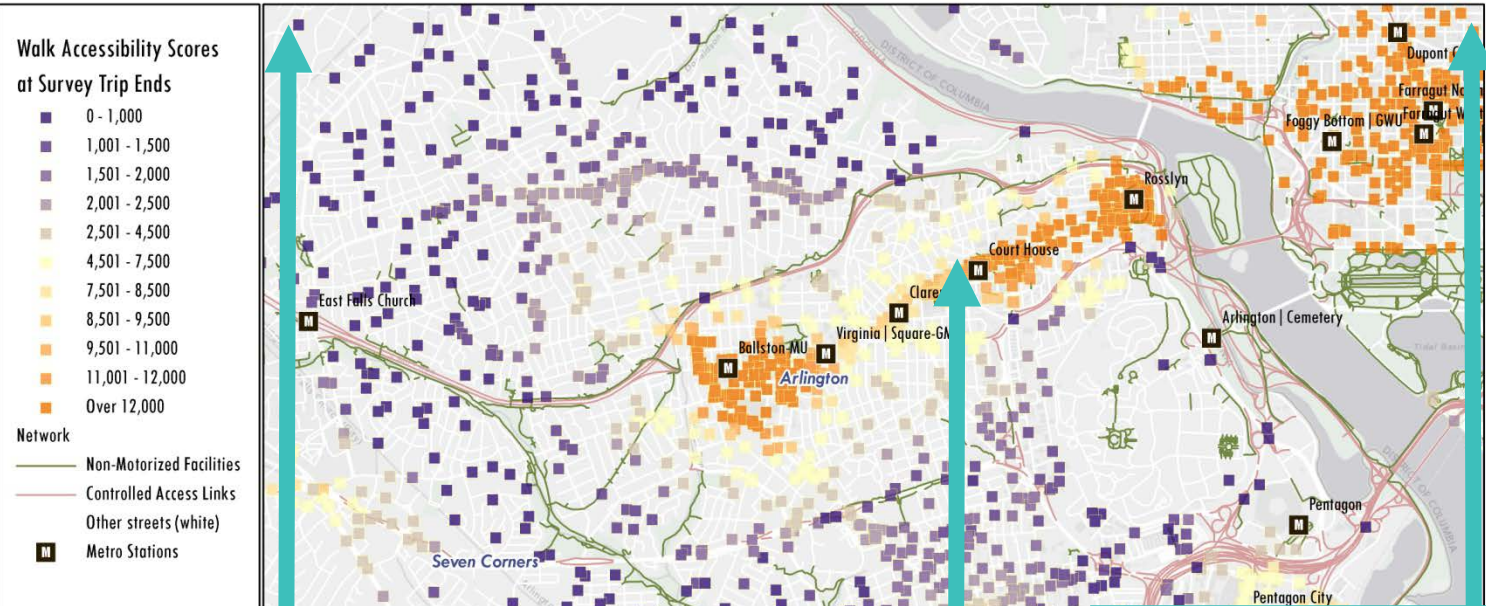 Walk Accessibility Scores
at Survey Trip Ends
0 - 1,000
1,001 - 1,500
1,501 - 2,000
2,001 - 2,500
2,501 - 4,500
4,501 - 7,500
7,501 - 8,500
8,501 - 9,500
9,501 - 11,000
11,001 - 12,000
Over 12,000
Network
Non-Motorized Facilities
Controlled Access Links
Other streets (white)
M Metro Stations
M
Dupont
DISTRICT OF COLUMBIA
M
Farragut
M
Foggy Bottom | GWU
Farragut
M
Rosslyn
M
Court House
M
East Falls Church
M
M
Virginia | Square-GM
M
Ballston-MU
M
Arlington | Cemetery
M
Arlington
Tidal Basin
DISTRICT OF COLUMBIA
Pentagon
M
Seven Corners
Pentagon City